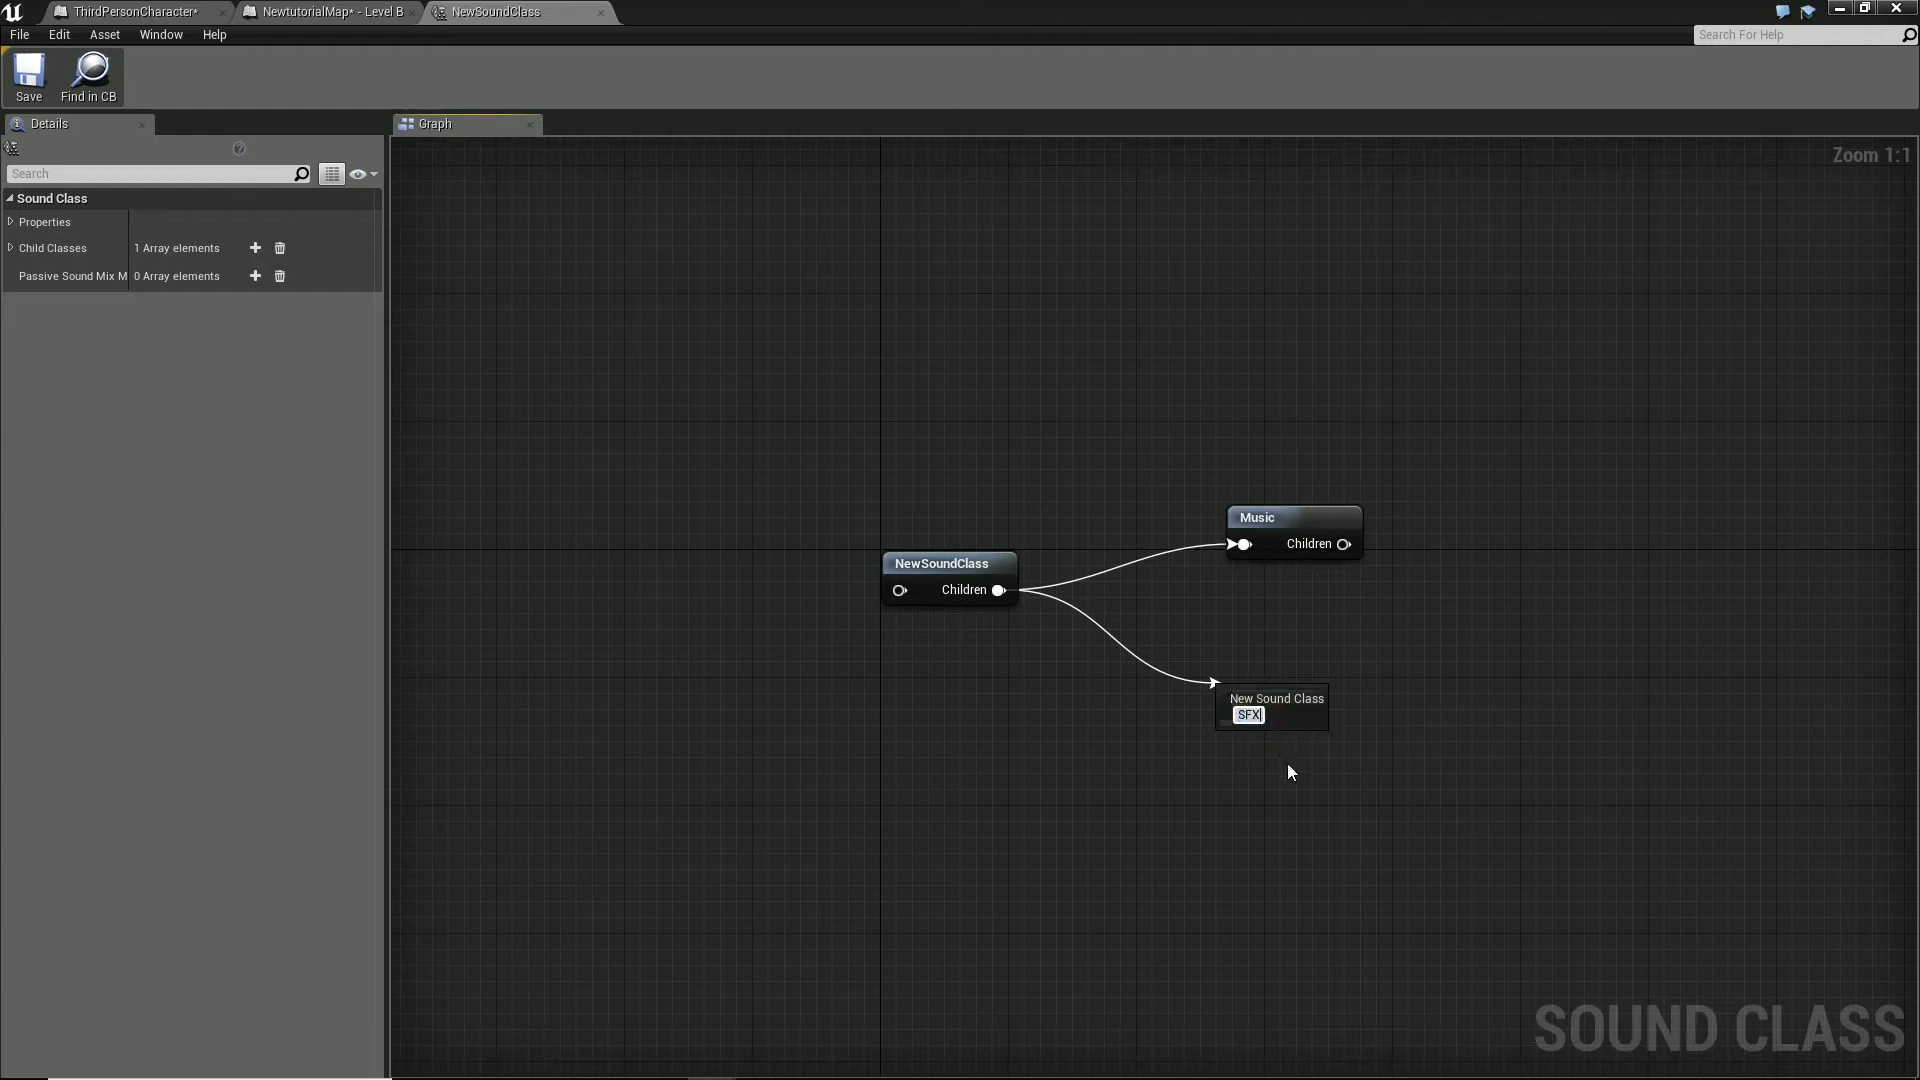 ThirdPersonCharacter*
NewtutorialMap* - Level B
NewSoundClass
File Edit Asset Window Help
Search For Help
Save
Find in CB
Details
Graph
Zoom 1:1
Search
Sound Class
Properties
Child Classes 1 Array elements
Passive Sound Mix M 0 Array elements
Music
Children
NewSoundClass
Children
New Sound Class
SFX
SOUND CLASS